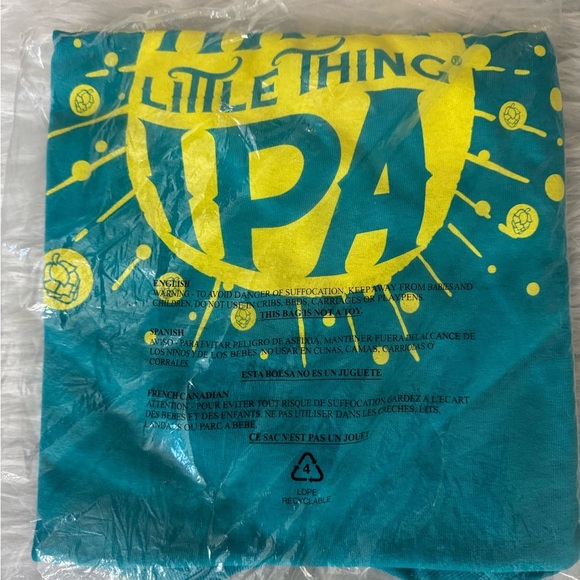 LITTLE THING®
IPA
ENGLISH
WARNING - TO AVOID DANGER OF SUFFOCATION, KEEP AWAY FROM BABIES AND
CHILDREN. DO NOT USE IN CRIBS, BEDS, CARRIAGES OR PLAYPENS.
THIS BAG IS NOT A TOY.
SPANISH
AVISO - PARA EVITAR PELIGRO DE ASFIXIA, MANTENER FUERA DEL ALCANCE DE
LOS NINOS Y DE LOS BEBES, NO USAR EN CUNAS, CAMAS, CARRIOLAS O
CORRALES
ESTA BOLSA NO ES UN JUGUETE
FRENCH CANADIAN
ATTENTION - POUR EVITER TOUT RISQUE DE SUFFOCATION GARDEZ A L'ECART
DES BEBES ET DES ENFANTS. NE PAS UTILISER DANS LES CRECHES, LITS,
LANDAUS OU PARC A BEBE.
CE SAC N'EST PAS UN JOUET
4
LDPE
RECYCLABLE